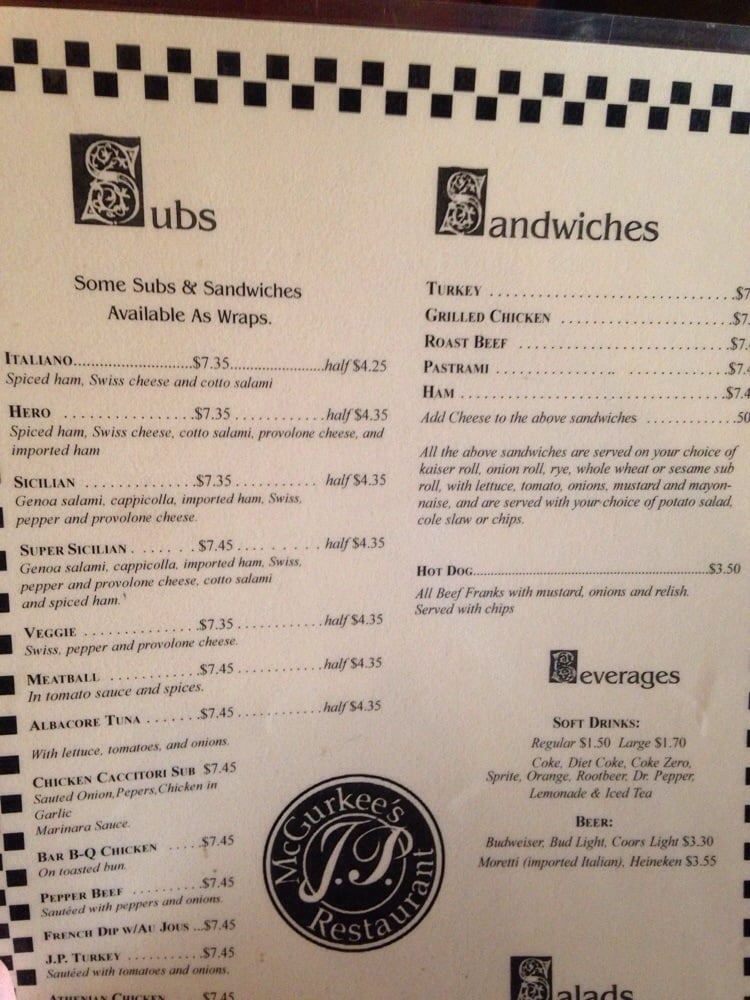 Subs
Some Subs & Sandwiches
Available As Wraps.
ITALIANO..............................$7.35........................half $4.25
Spiced ham, Swiss cheese and cotto salami
HERO ..................$7.35 ............half $4.35
Spiced ham, Swiss cheese, cotto salami, provolone cheese, and
imported ham
SICILIAN ................$7.35........... half $4.35
Genoa salami, cappicolla, imported ham, Swiss,
pepper and provolone cheese.
SUPER SICILIAN ....... $7.45 ......... half $4.35
Genoa salami, cappicolla, imported ham, Swiss,
pepper and provolone cheese, cotto salami
and spiced ham.
VEGGIE ................$7.35 ............half $4.35
Swiss, pepper and provolone cheese.
MEATBALL ..............$7.45 ............half $4.35
In tomato sauce and spices.
ALBACORE TUNA .......$7.45 ............half $4.35
With lettuce, tomatoes, and onions.
CHICKEN CACCITORI SUB $7.45
Sauted Onion,Pepers,Chicken in
Garlic
Marinara Sauce.
BAR B-Q CHICKEN .....$7.45
On toasted bun.
PEPPER BEEF ..........$7.45
Sautéed with peppers and onions.
FRENCH DIP W/AU JOUS ...$7.45
J.P. TURKEY ...........$7.45
Sautéed with tomatoes and onions.
ATHENIAN CHICKEN $7.45
McGurkee's
J.P.
Restaurant
Sandwiches
TURKEY ..............................$7
GRILLED CHICKEN .....................$7.
ROAST BEEF ..........................$7.
PASTRAMI ............................$7.4
HAM .................................$7.4
Add Cheese to the above sandwiches ............50
All the above sandwiches are served on your choice of
kaiser roll, onion roll, rye, whole wheat or sesame sub
roll, with lettuce, tomato, onions, mustard and mayon-
naise, and are served with your choice of potato salad,
cole slaw or chips.
HOT DOG..................................................$3.50
All Beef Franks with mustard, onions and relish.
Served with chips
Beverages
SOFT DRINKS:
Regular $1.50 Large $1.70
Coke, Diet Coke, Coke Zero,
Sprite, Orange, Rootbeer, Dr. Pepper,
Lemonade & Iced Tea
BEER:
Budweiser, Bud Light, Coors Light $3.30
Moretti (imported Italian), Heineken $3.55
Salads